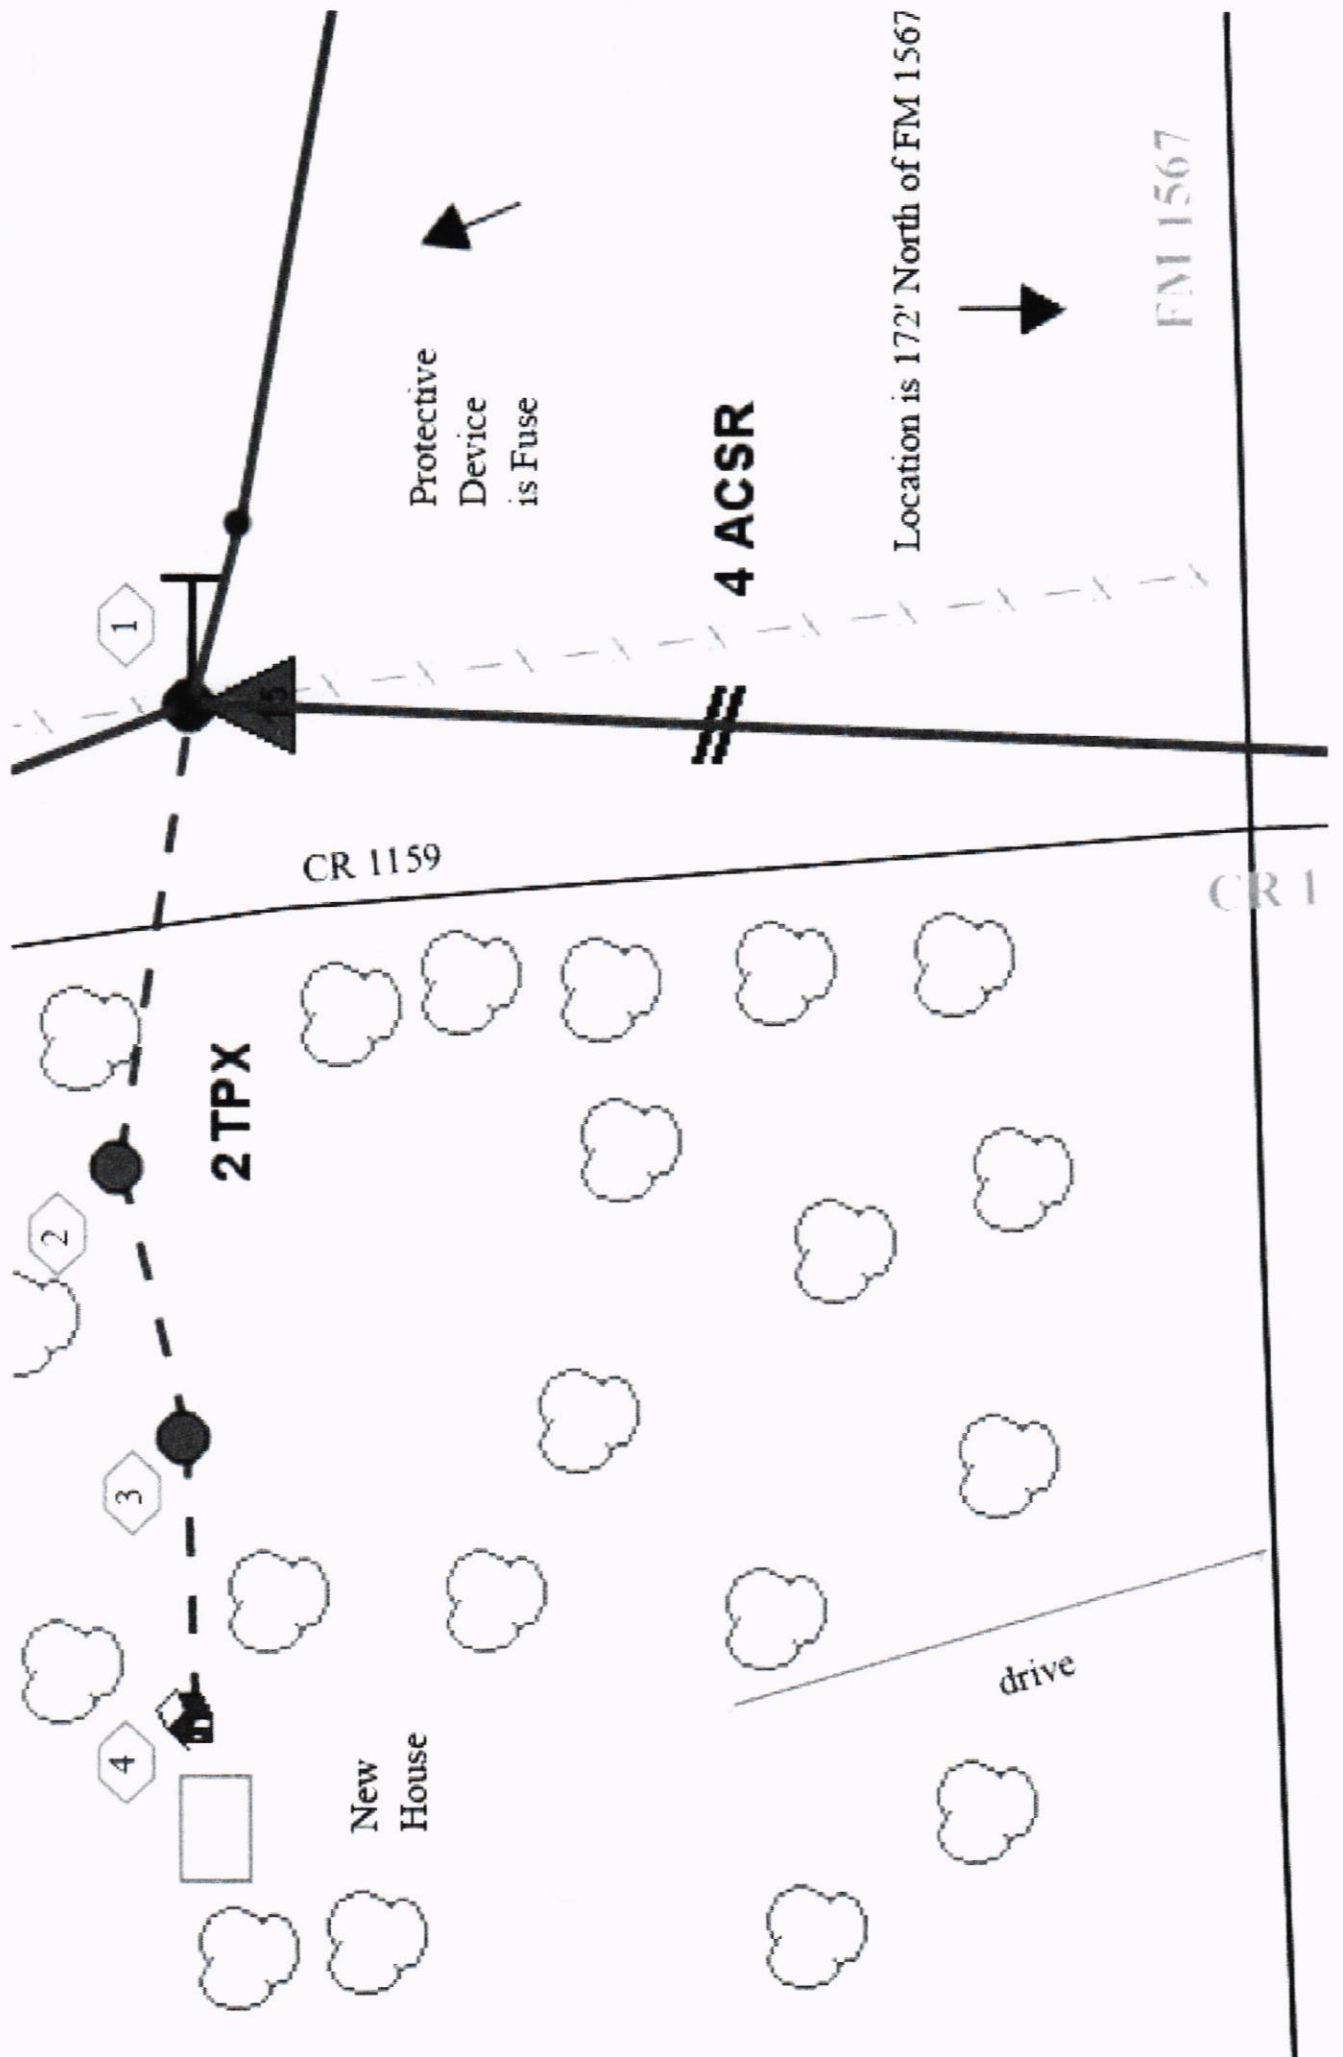 2
4
3
1
2 TPX
15
CR 1159
New
House
Protective
Device
is Fuse
4 ACSR
Location is 172' North of FM 1567
drive
FM 1567
CR 1